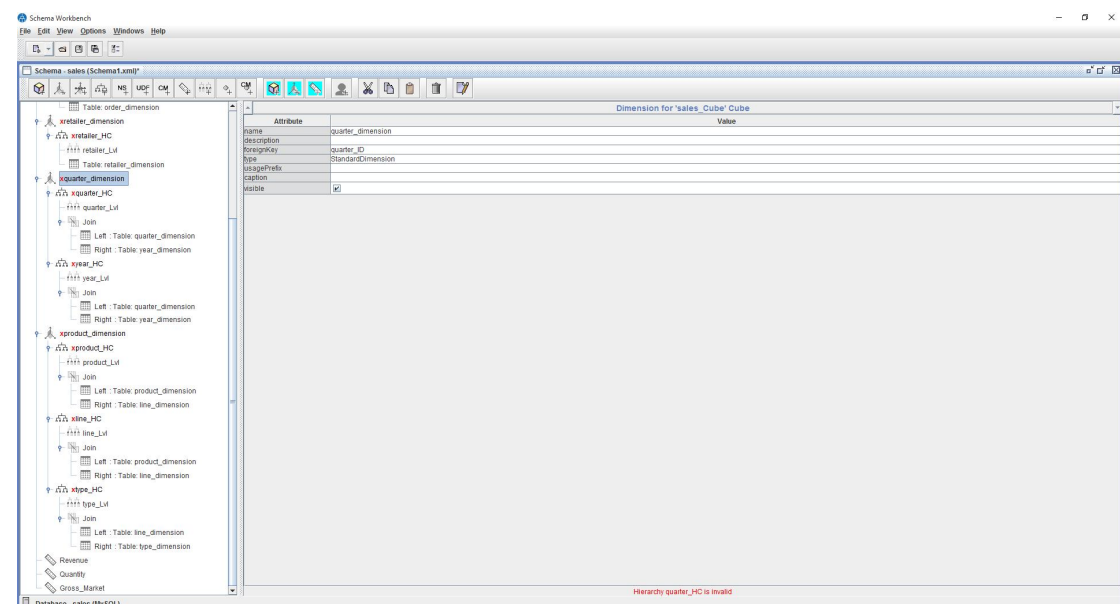 Schema Workbench
File Edit View Options Windows Help
Schema - sales (Schema1.xml)*
NS UDF CM CM
Table: order_dimension
xretailer_dimension
xretailer_HC
retailer_Lvl
Table: retailer_dimension
xquarter_dimension
xquarter_HC
quarter_Lvl
Join
Left : Table: quarter_dimension
Right : Table: year_dimension
xyear_HC
year_Lvl
Join
Left : Table: quarter_dimension
Right : Table: year_dimension
xproduct_dimension
xproduct_HC
product_Lvl
Join
Left : Table: product_dimension
Right : Table: line_dimension
xline_HC
line_Lvl
Join
Left : Table: product_dimension
Right : Table: line_dimension
xtype_HC
type_Lvl
Join
Left : Table: line_dimension
Right : Table: type_dimension
Revenue
Quantity
Gross_Market
Dimension for 'sales_Cube' Cube
Attribute Value
name quarter_dimension
description
foreignKey quarter_ID
type StandardDimension
usagePrefix
caption
visible
Hierarchy quarter_HC is invalid
Database - sales (MySQL)